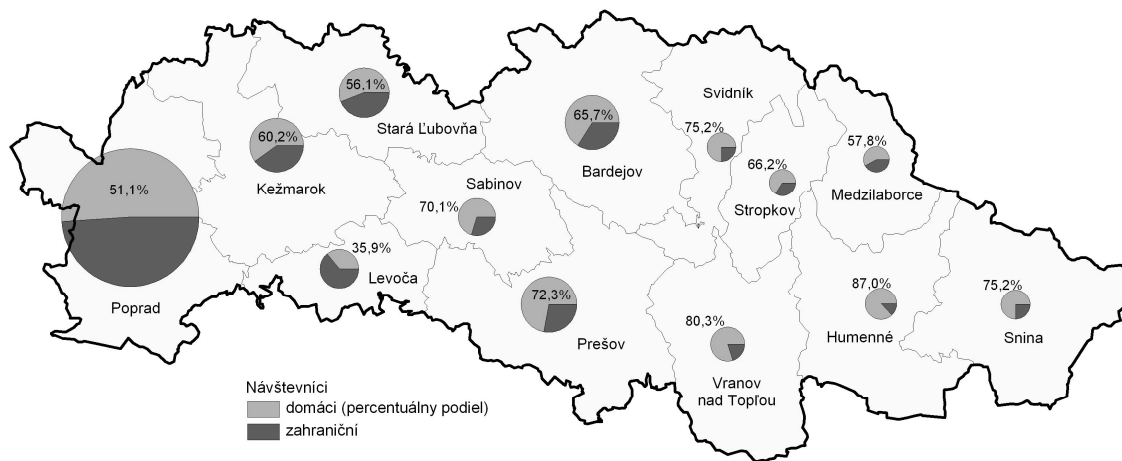 56,1%
Stará Ľubovňa
60,2%
Kežmarok
51,1%
Poprad
35,9%
Levoča
70,1%
Sabinov
65,7%
Bardejov
72,3%
Prešov
Svidník
75,2%
66,2%
Stropkov
57,8%
Medzilaborce
80,3%
Vranov
nad Topľou
87,0%
Humenné
75,2%
Snina
Návštevníci
domáci (percentuálny podiel)
zahraniční